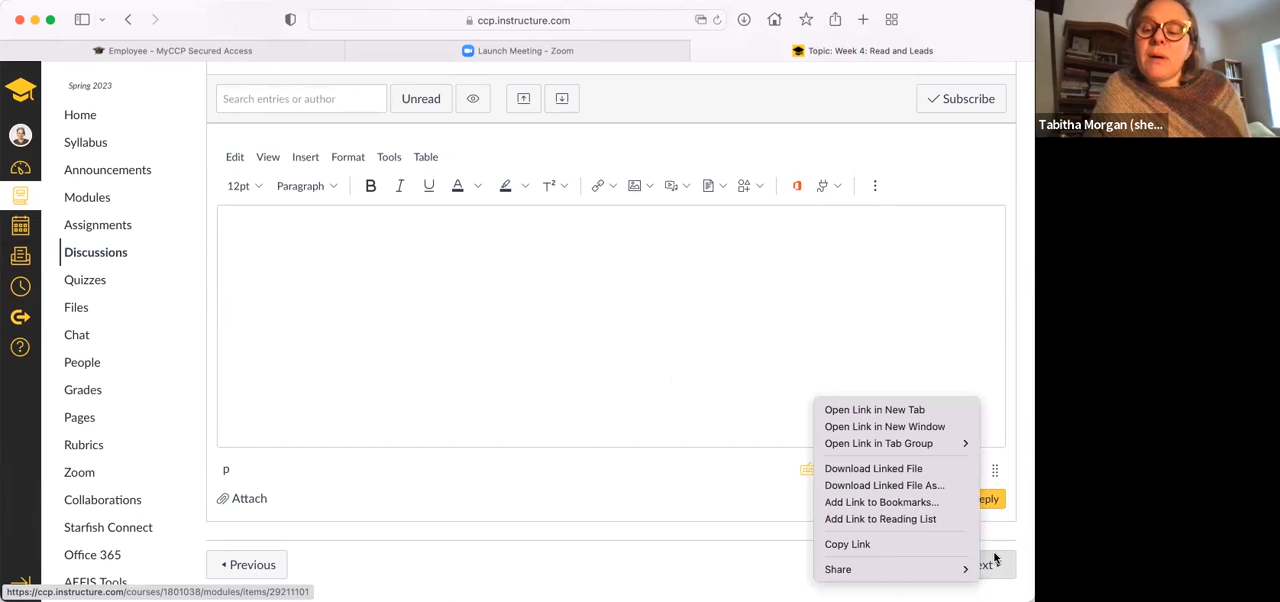 ccp.instructure.com
Employee - MyCCP Secured Access
Launch Meeting - Zoom
Topic: Week 4: Read and Leads
Tabitha Morgan (she...
Spring 2023
Home
Syllabus
Announcements
Modules
Assignments
Discussions
Quizzes
Files
Chat
People
Grades
Pages
Rubrics
Zoom
Collaborations
Starfish Connect
Office 365
AEFIS Tools
Search entries or author
Unread
Subscribe
Edit View Insert Format Tools Table
12pt Paragraph B I U A T²
p
Attach
eply
Previous
ext
Open Link in New Tab
Open Link in New Window
Open Link in Tab Group
Download Linked File
Download Linked File As...
Add Link to Bookmarks...
Add Link to Reading List
Copy Link
Share
https://ccp.instructure.com/courses/1801038/modules/items/29211101